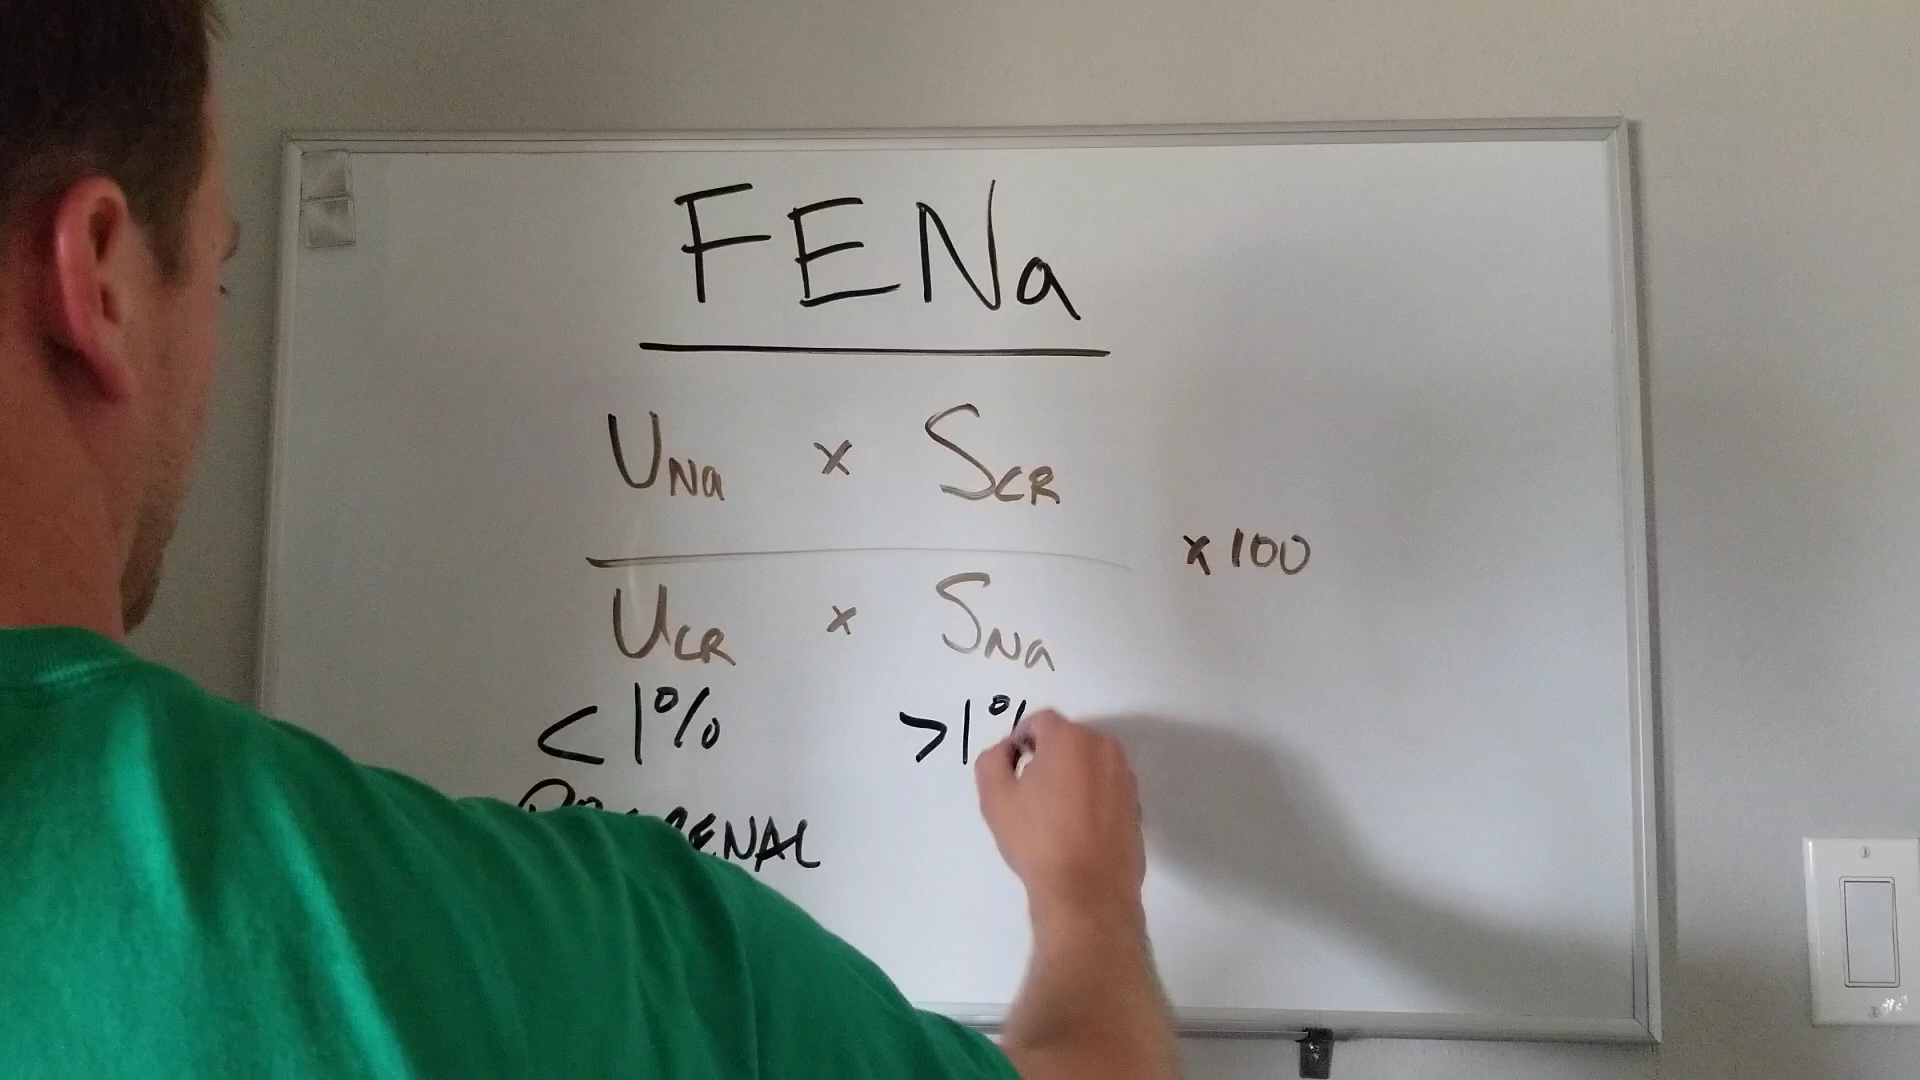 FENa
UNa x SCR
x 100
UCR x SNa
<1% >1%